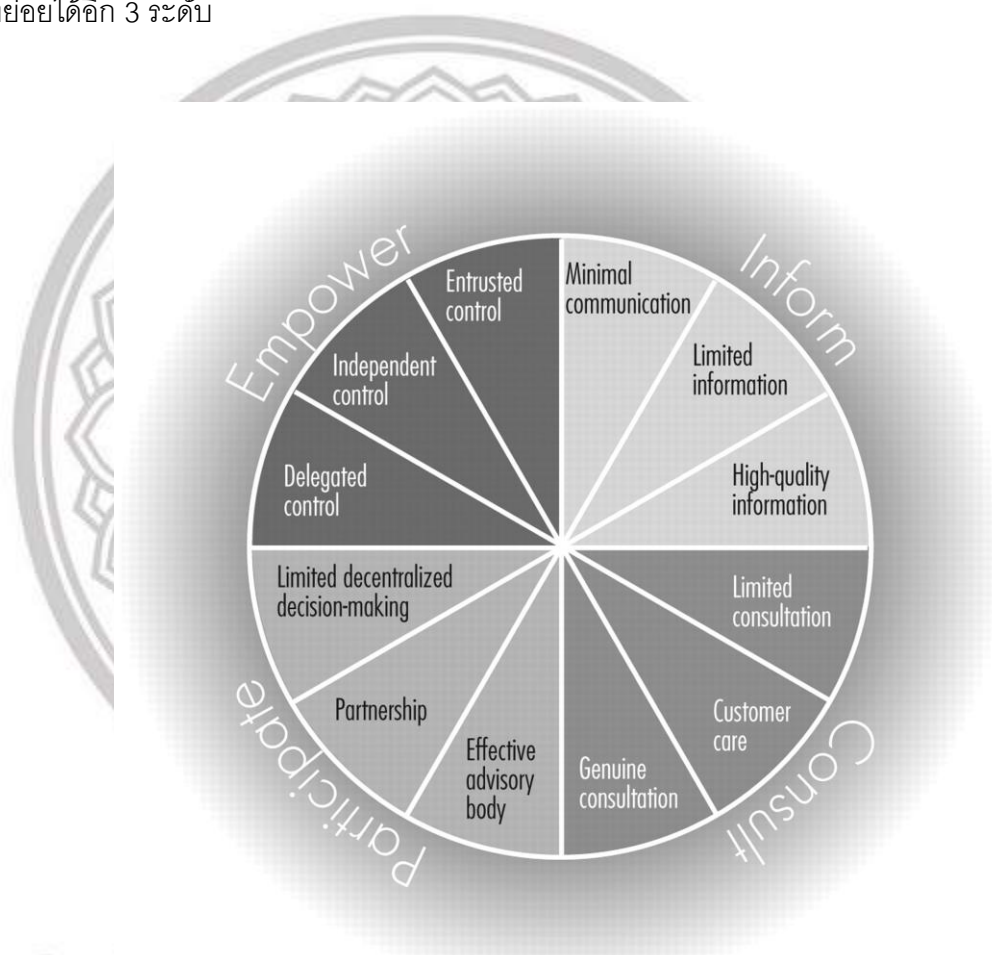 ย่อยได้อีก 3 ระดับ
Empower
Inform
Entrusted
control
Minimal
communication
Independent
control
Limited
information
Delegated
control
High-quality
information
Limited decentralized
decision-making
Limited
consultation
Partnership
Customer
care
Effective
advisory
body
Genuine
consultation
Participate
Consult